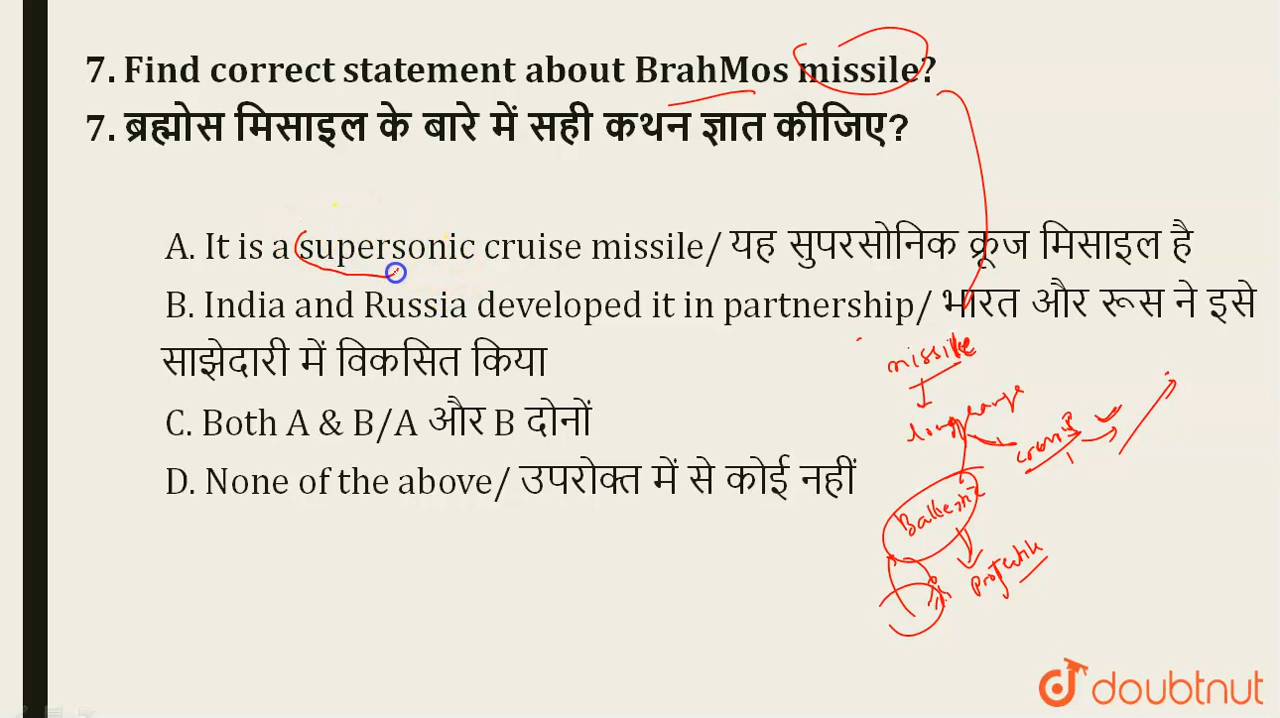 7. Find correct statement about BrahMos missile?
7. ब्रह्मोस मिसाइल के बारे में सही कथन ज्ञात कीजिए?
A. It is a supersonic cruise missile/ यह सुपरसोनिक क्रूज मिसाइल है
B. India and Russia developed it in partnership/ भारत और रूस ने इसे
साझेदारी में विकसित किया
missile
C. Both A & B/A और B दोनों
D. None of the above/ उपरोक्त में से कोई नहीं
doubtnut